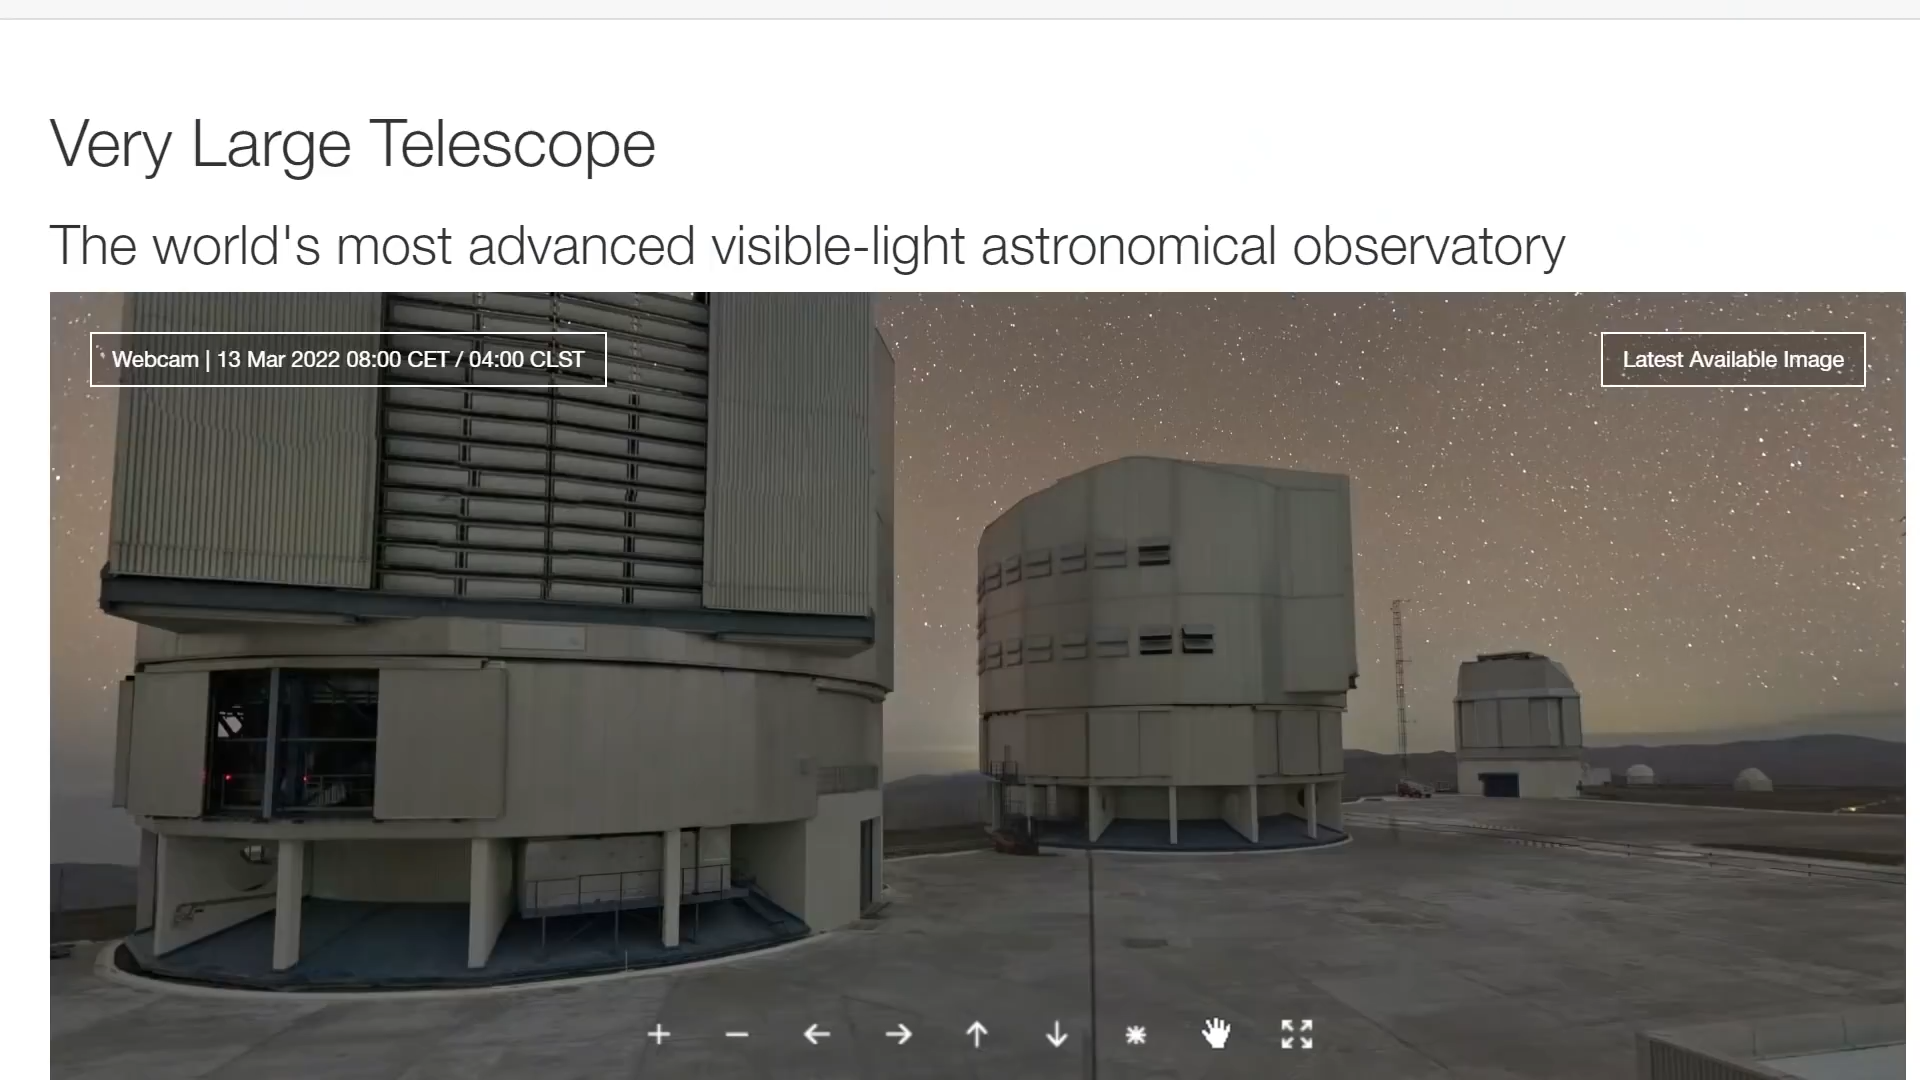 Very Large Telescope
The world's most advanced visible-light astronomical observatory
Webcam | 13 Mar 2022 08:00 CET / 04:00 CLST
Latest Available Image